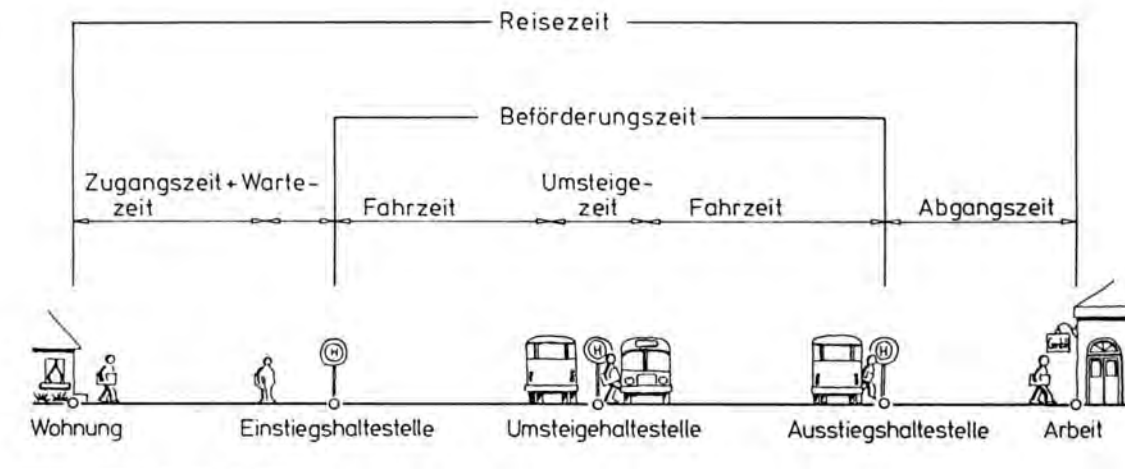 Reisezeit
Beförderungszeit
Zugangszeit + Warte-
zeit
Fahrzeit
Umsteige-
zeit
Fahrzeit
Abgangszeit
H
H
H
Wohnung
Einstiegshaltestelle
Umsteigehaltestelle
Ausstiegshaltestelle
Arbeit